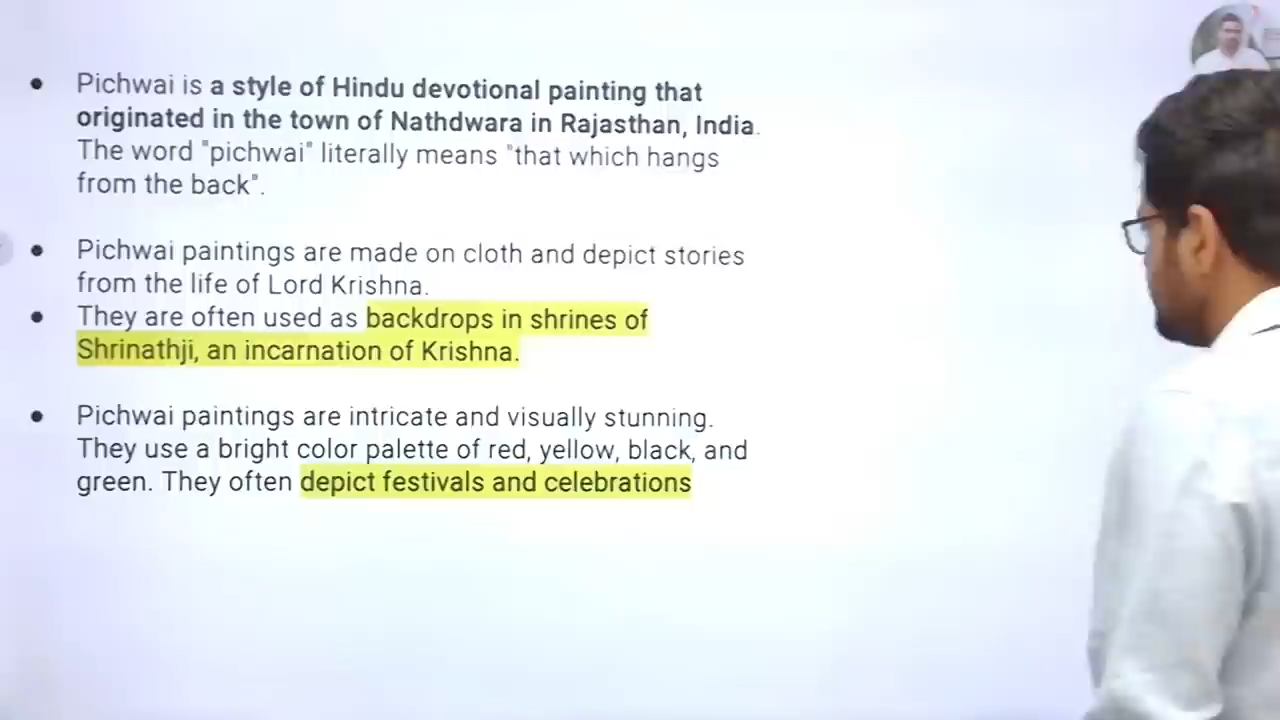 Pichwai is a style of Hindu devotional painting that
originated in the town of Nathdwara in Rajasthan, India.
The word "pichwai" literally means "that which hangs
from the back".
Pichwai paintings are made on cloth and depict stories
from the life of Lord Krishna.
They are often used as backdrops in shrines of
Shrinathji, an incarnation of Krishna.
Pichwai paintings are intricate and visually stunning.
They use a bright color palette of red, yellow, black, and
green. They often depict festivals and celebrations